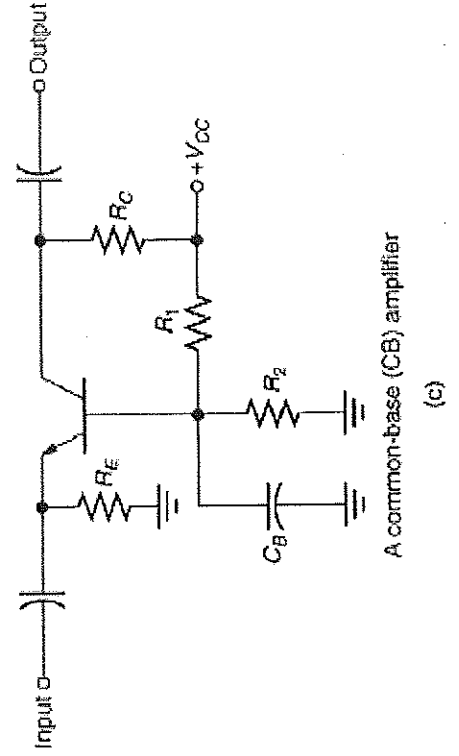 Input
Output
R_E
R_C
+V_CC
R_1
R_2
C_B
A common-base (CB) amplifier
(c)